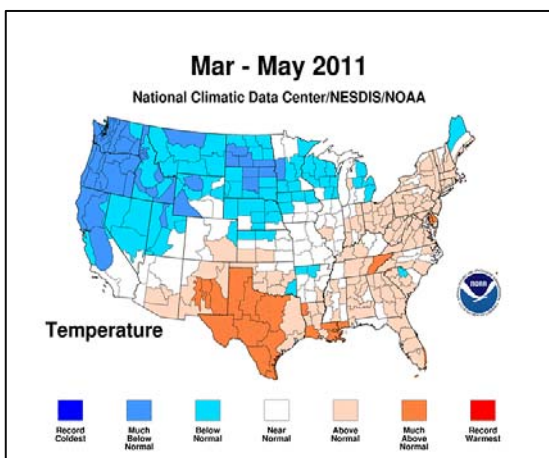 Mar - May 2011
National Climatic Data Center/NESDIS/NOAA
NOAA
Temperature
Record Coldest
Much Below Normal
Below Normal
Near Normal
Above Normal
Much Above Normal
Record Warmest